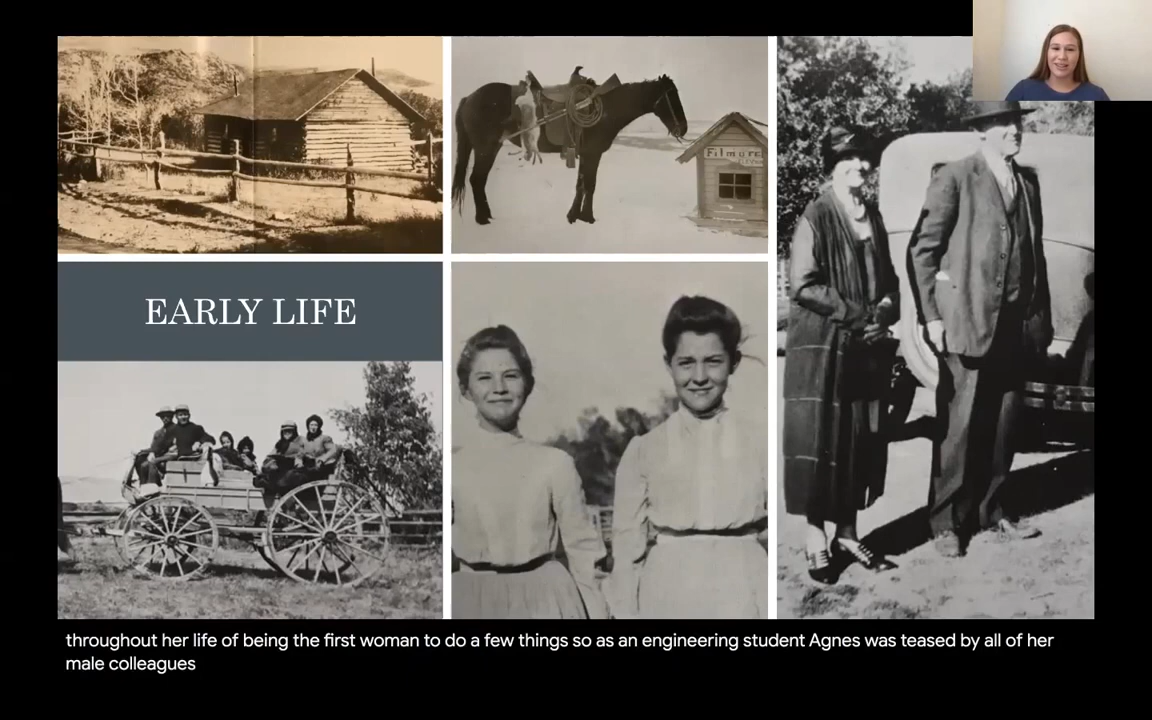 Filmore
EARLY LIFE
throughout her life of being the first woman to do a few things so as an engineering student Agnes was teased by all of her
male colleagues